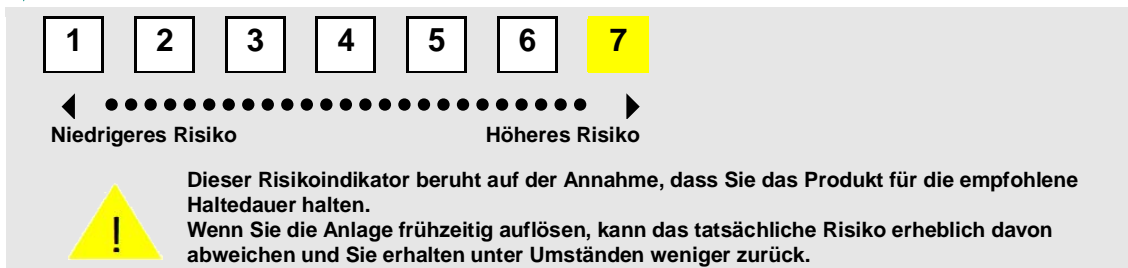 1 2 3 4 5 6 7
Niedrigeres Risiko Höheres Risiko
Dieser Risikoindikator beruht auf der Annahme, dass Sie das Produkt für die empfohlene
Haltedauer halten.
! Wenn Sie die Anlage frühzeitig auflösen, kann das tatsächliche Risiko erheblich davon
abweichen und Sie erhalten unter Umständen weniger zurück.